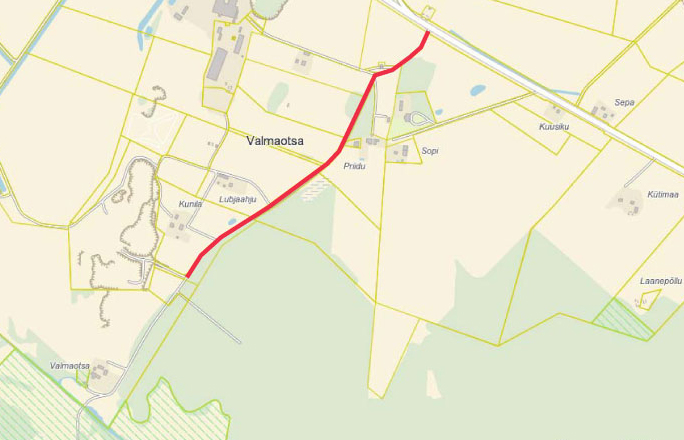 Sepa
Kuusiku
Valmaotsa
Sopi
Priidu
Kütimaa
Lubjaahju
Kunila
Laanepõllu
Valmaotsa